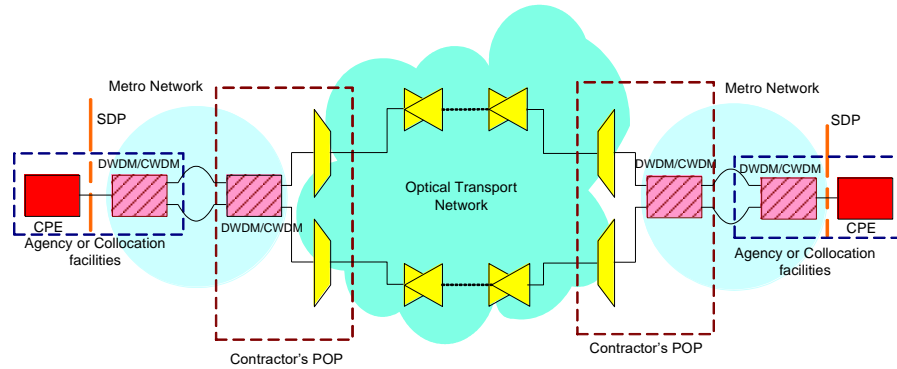 Metro Network
SDP
DWDM/CWDM
CPE
Agency or Collocation
facilities
DWDM/CWDM
Contractor's POP
Optical Transport
Network
Metro Network
SDP
DWDM/CWDM
DWDM/CWDM
CPE
Agency or Collocation
facilities
Contractor's POP